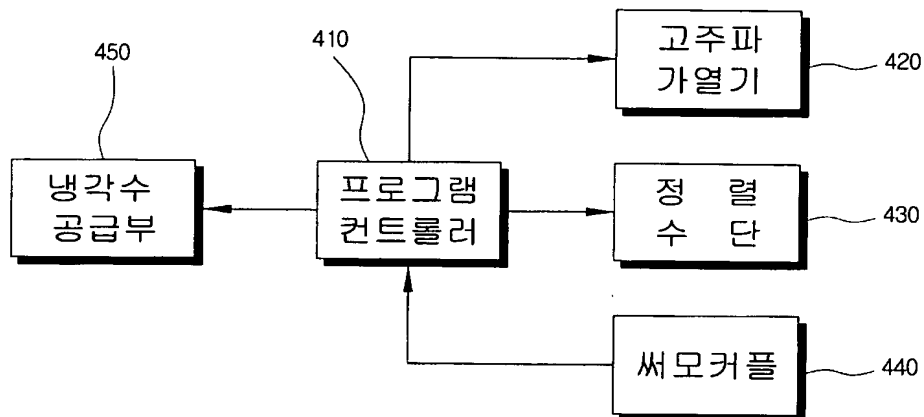 450
410
고주파
가열기
420
냉각수
공급부
프로그램
컨트롤러
정 렬
수 단
430
써모커플
440